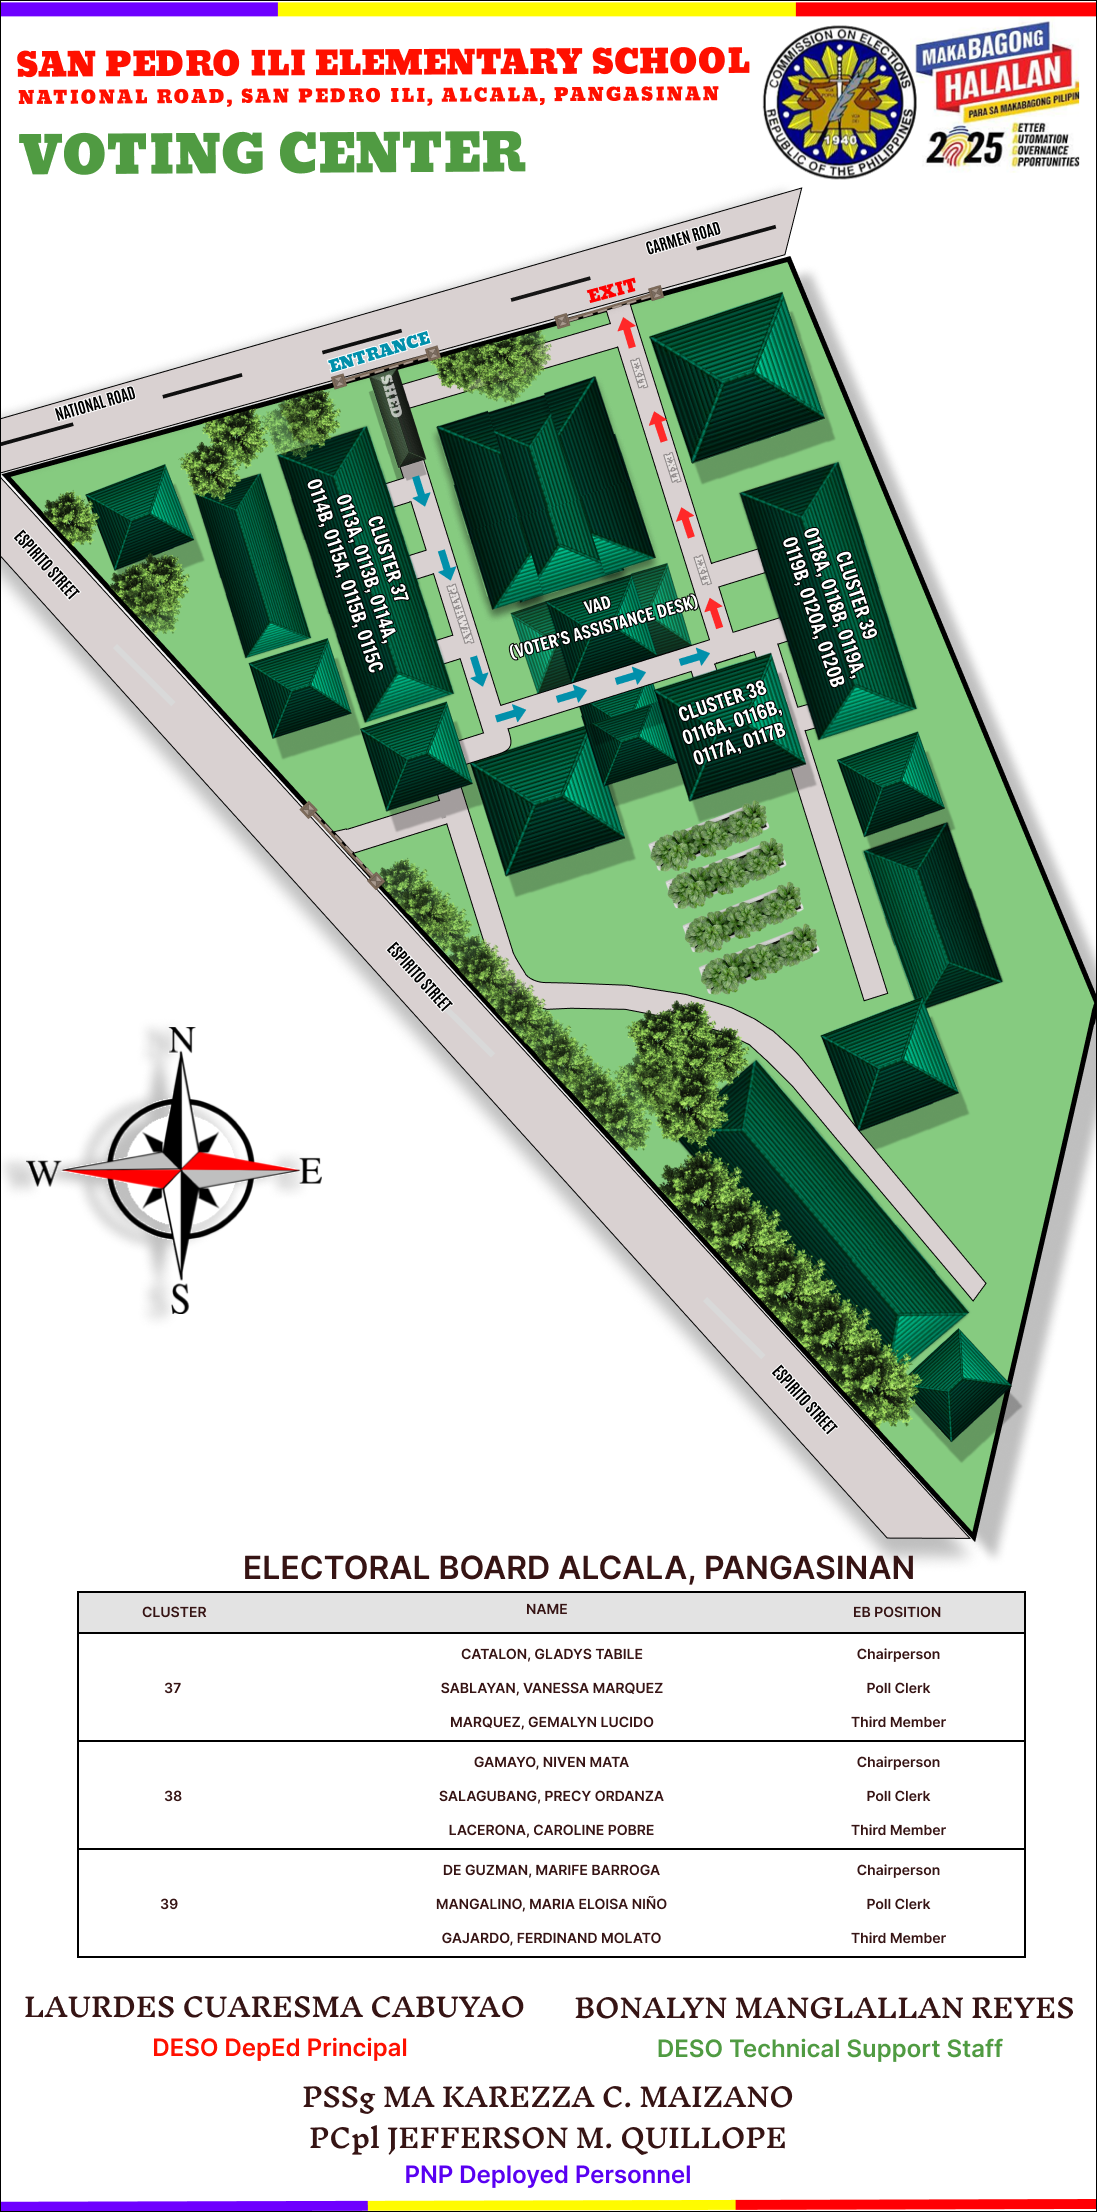 SAN PEDRO ILI ELEMENTARY SCHOOL
NATIONAL ROAD, SAN PEDRO ILI, ALCALA, PANGASINAN
VOTING CENTER
COMMISSION ON ELECTIONS
1940
REPUBLIC OF THE PHILIPPINES
MAKABAGONG
HALALAN
PARA SA MAKABAGONG PILIPIN
2025
BETTER
AUTOMATION
GOVERNANCE
OPPORTUNITIES
CARMEN ROAD
EXIT
ENTRANCE
NATIONAL ROAD
SHED
EXIT
EXIT
EXIT
PATHWAY
ESPIRITO STREET
CLUSTER 37
0113A, 0113B, 0114A,
0114B, 0115A, 0115B, 0115C
VAD
(VOTER'S ASSISTANCE DESK)
CLUSTER 39
0118A, 0118B, 0119A,
0119B, 0120A, 0120B
CLUSTER 38
0116A, 0116B,
0117A, 0117B
ESPIRITO STREET
N
W
E
S
ESPIRITO STREET
ELECTORAL BOARD ALCALA, PANGASINAN
CLUSTER NAME EB POSITION
CATALON, GLADYS TABILE Chairperson
37 SABLAYAN, VANESSA MARQUEZ Poll Clerk
MARQUEZ, GEMALYN LUCIDO Third Member
GAMAYO, NIVEN MATA Chairperson
38 SALAGUBANG, PRECY ORDANZA Poll Clerk
LACERONA, CAROLINE POBRE Third Member
DE GUZMAN, MARIFE BARROGA Chairperson
39 MANGALINO, MARIA ELOISA NIÑO Poll Clerk
GAJARDO, FERDINAND MOLATO Third Member
LAURDES CUARESMA CABUYAO
DESO DepEd Principal
BONALYN MANGLALLAN REYES
DESO Technical Support Staff
PSSg MA KAREZZA C. MAIZANO
PCpl JEFFERSON M. QUILLOPE
PNP Deployed Personnel